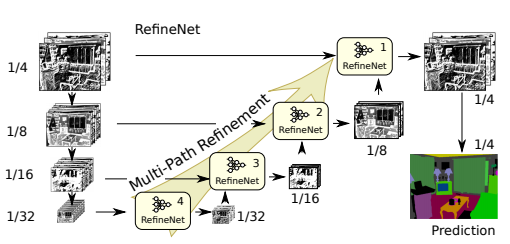 RefineNet
1
RefineNet
1/4
1/4
2
RefineNet
1/8
1/8
1/4
Multi-Path Refinement
3
RefineNet
1/16
1/16
4
RefineNet
1/32
1/32
Prediction